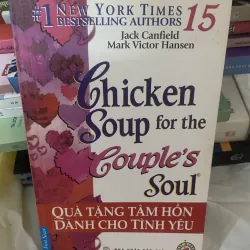 #1 NEW YORK TIMES
BESTSELLING AUTHORS 15
Jack Canfield
Mark Victor Hansen
Chicken
Soup for the
Couple's
Soul®
QUÀ TẶNG TÂM HỒN
DÀNH CHO TÌNH YÊU